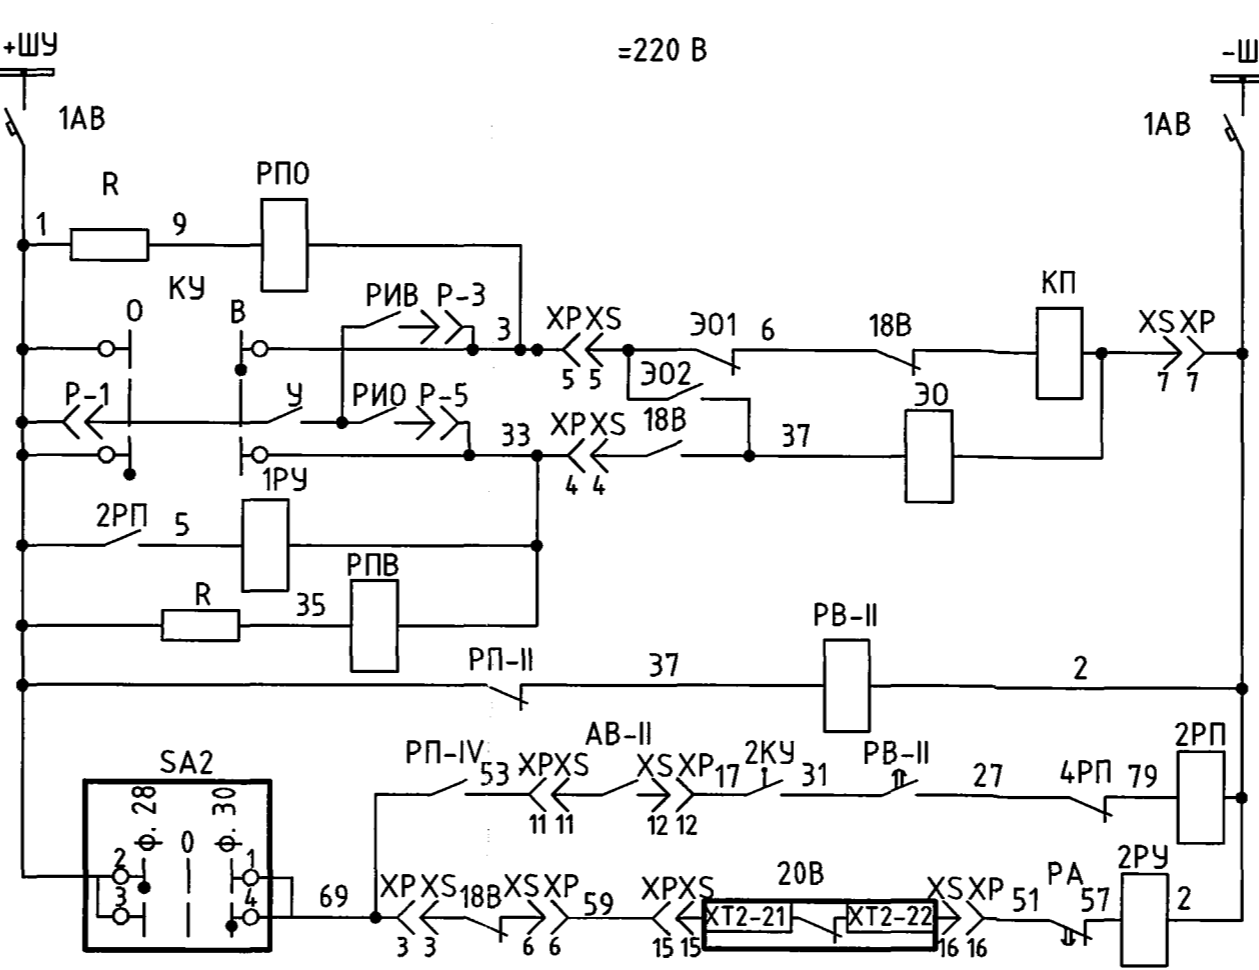 +ШУ
=220 В
-Ш
1АВ
1АВ
R
РПО
1
9
КУ
О
В
РИВ
Р-3
3
ХР XS
5 5
ЭО1
6
18В
КП
XS ХР
7 7
Р-1
У
РИО
Р-5
33
ХР XS
4 4
ЭО2
18В
37
ЭО
2РП
5
1РУ
R
35
РПВ
РП-II
37
РВ-II
2
SA2
ф. 28
0
ф. 30
2
3
1
4
69
РП-IV
53
ХР XS
11 11
АВ-II
XS ХР
12 12
17
2КУ
31
РВ-II
27
4РП
79
2РП
ХР XS
3 3
18В
XS ХР
6 6
59
ХР XS
15 15
20В
ХТ2-21
ХТ2-22
XS ХР
16 16
51
РА
57
2РУ
2